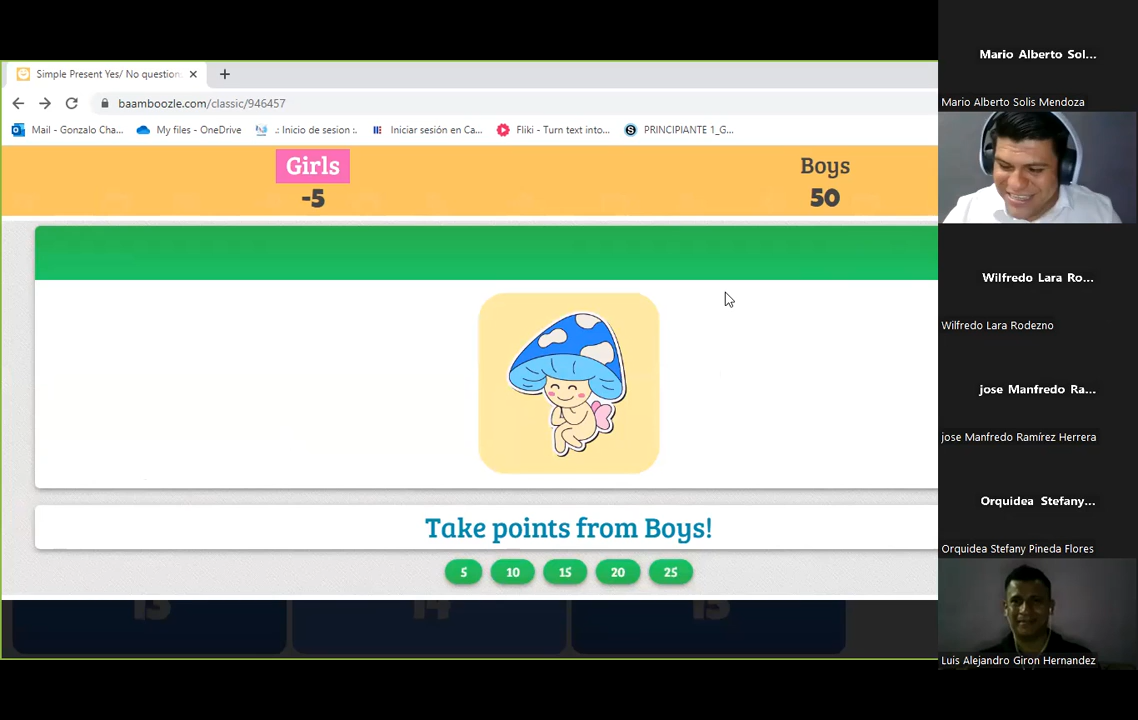 Simple Present Yes/ No question
baamboozle.com/classic/946457
Mail - Gonzalo Cha...
My files - OneDrive
.: Inicio de sesion :.
Iniciar sesión en Ca...
Fliki - Turn text into...
PRINCIPIANTE 1_G...
Girls
-5
Boys
50
Take points from Boys!
5
10
15
20
25
13
14
15
Mario Alberto Sol...
Mario Alberto Solis Mendoza
Wilfredo Lara Ro...
Wilfredo Lara Rodezno
jose Manfredo Ra...
jose Manfredo Ramírez Herrera
Orquidea Stefany...
Orquidea Stefany Pineda Flores
Luis Alejandro Giron Hernandez